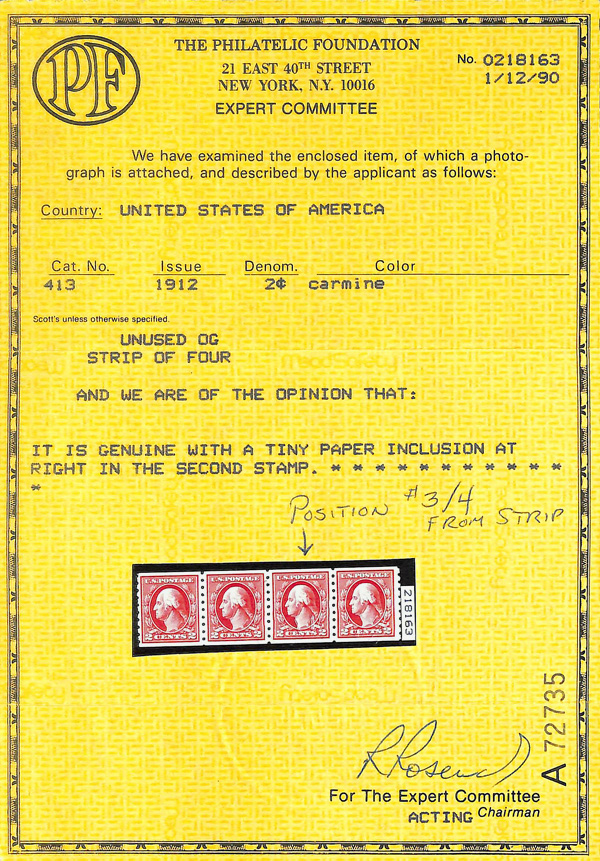 PF
THE PHILATELIC FOUNDATION
21 EAST 40TH STREET
NEW YORK, N.Y. 10016
EXPERT COMMITTEE
No. 0218163
1/12/90
We have examined the enclosed item, of which a photo-
graph is attached, and described by the applicant as follows:
Country: UNITED STATES OF AMERICA
Cat. No. Issue Denom. Color
413 1912 2¢ carmine
Scott's unless otherwise specified.
UNUSED OG
STRIP OF FOUR
AND WE ARE OF THE OPINION THAT:
IT IS GENUINE WITH A TINY PAPER INCLUSION AT
RIGHT IN THE SECOND STAMP. * * * * * * * * * * *
*
POSITION #3/4
FROM STRIP
U.S. POSTAGE U.S. POSTAGE U.S. POSTAGE U.S. POSTAGE
2 CENTS 2 2 CENTS 2 2 CENTS 2 2 CENTS 2
218163
A 72735
For The Expert Committee
ACTING Chairman